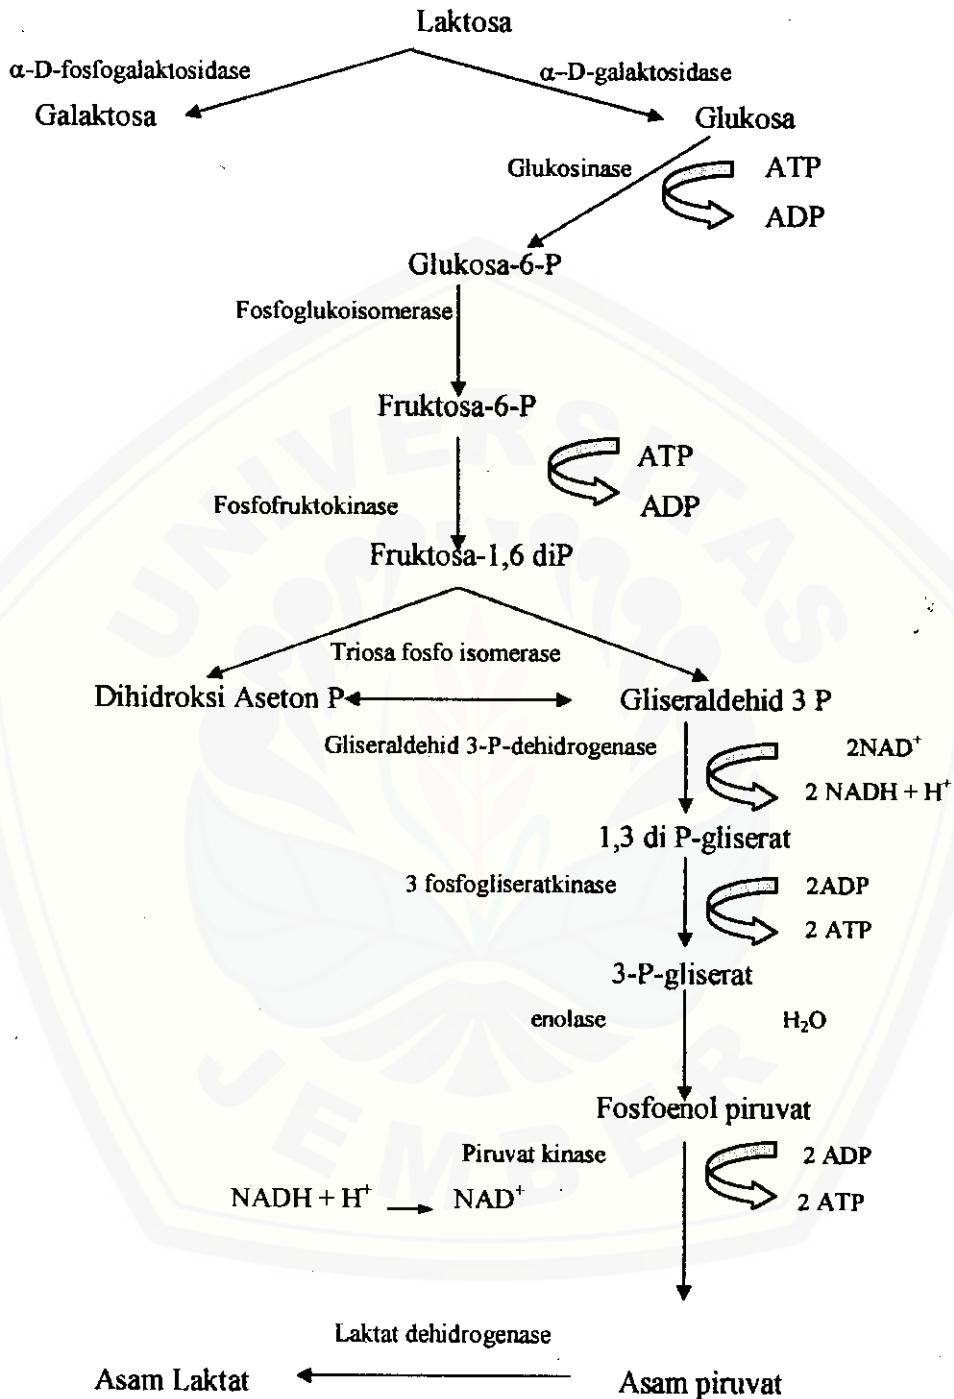 Laktosa
α-D-fosfogalaktosidase
α-D-galaktosidase
Galaktosa
Glukosa
Glukosinase
ATP
ADP
Glukosa-6-P
Fosfoglukoisomerase
Fruktosa-6-P
ATP
Fosfofruktokinase
ADP
Fruktosa-1,6 diP
Triosa fosfo isomerase
Dihidroksi Aseton P
Gliseraldehid 3 P
Gliseraldehid 3-P-dehidrogenase
2NAD⁺
2 NADH + H⁺
1,3 di P-gliserat
3 fosfogliseratkinase
2ADP
2 ATP
3-P-gliserat
enolase
H₂O
Fosfoenol piruvat
Piruvat kinase
2 ADP
NADH + H⁺
NAD⁺
2 ATP
Laktat dehidrogenase
Asam Laktat
Asam piruvat
UNIVERSITAS
JEMBER